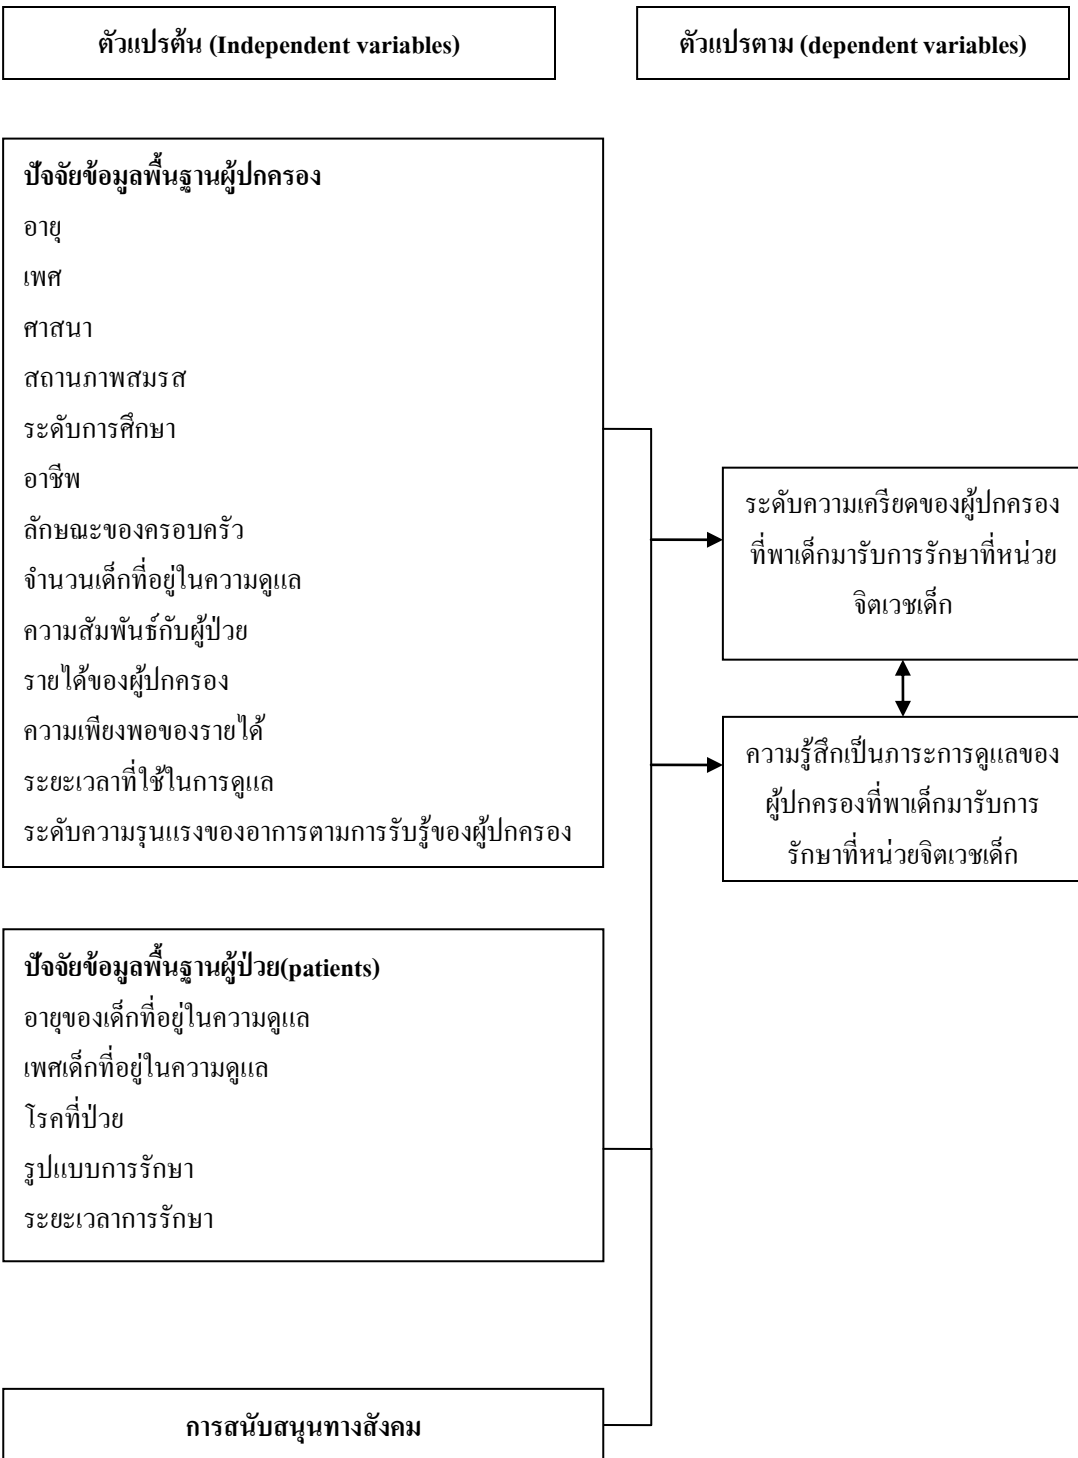 ตัวแปรต้น (Independent variables)
ตัวแปรตาม (dependent variables)
ปัจจัยข้อมูลพื้นฐานผู้ปกครอง
อายุ
เพศ
ศาสนา
สถานภาพสมรส
ระดับการศึกษา
อาชีพ
ลักษณะของครอบครัว
จำนวนเด็กที่อยู่ในความดูแล
ความสัมพันธ์กับผู้ป่วย
รายได้ของผู้ปกครอง
ความเพียงพอของรายได้
ระยะเวลาที่ใช้ในการดูแล
ระดับความรุนแรงของอาการตามการรับรู้ของผู้ปกครอง
ระดับความเครียดของผู้ปกครอง
ที่พาเด็กมารับการรักษาที่หน่วย
จิตเวชเด็ก
ความรู้สึกเป็นภาระการดูแลของ
ผู้ปกครองที่พาเด็กมารับการ
รักษาที่หน่วยจิตเวชเด็ก
ปัจจัยข้อมูลพื้นฐานผู้ป่วย(patients)
อายุของเด็กที่อยู่ในความดูแล
เพศเด็กที่อยู่ในความดูแล
โรคที่ป่วย
รูปแบบการรักษา
ระยะเวลาการรักษา
การสนับสนุนทางสังคม